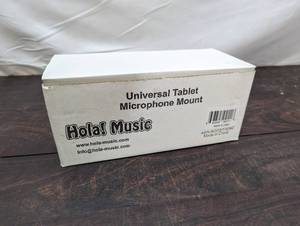 Universal Tablet
Microphone Mount
Hola! Music
www.hola-music.com
info@hola-music.com
Made in China